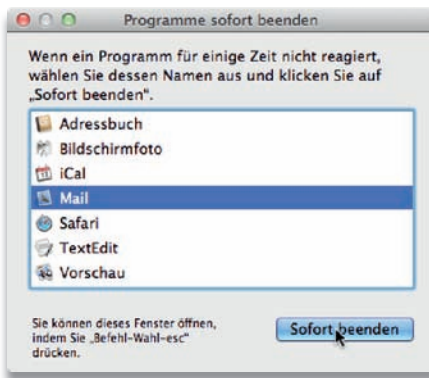 Programme sofort beenden
Wenn ein Programm für einige Zeit nicht reagiert,
wählen Sie dessen Namen aus und klicken Sie auf
„Sofort beenden“.
Adressbuch
Bildschirmfoto
iCal
Mail
Safari
TextEdit
Vorschau
Sie können dieses Fenster öffnen,
indem Sie „Befehl-Wahl-esc“
drücken.
Sofort beenden